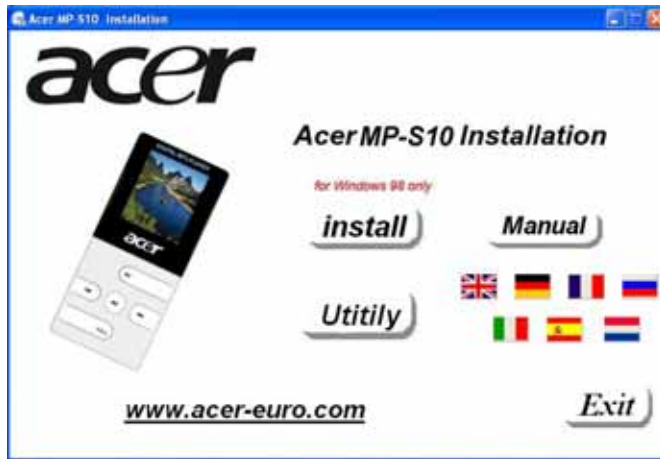 Acer MP-S10 Installation
acer
Acer MP-S10 Installation
for Windows 98 only
install
Manual
Utitily
acer
www.acer-euro.com
Exit